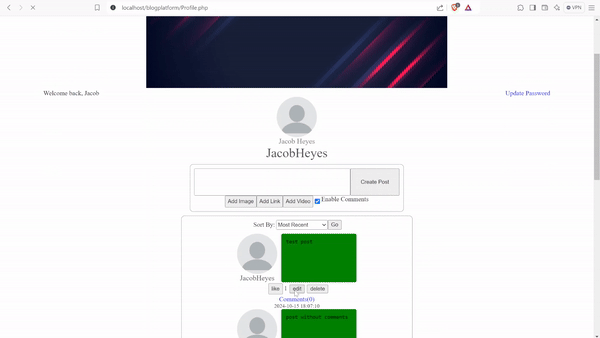 localhost/blogplatform/Profile.php
VPN
Welcome back, Jacob
Update Password
Jacob Heyes
JacobHeyes
Create Post
Add Image
Add Link
Add Video
Enable Comments
Sort By:
Most Recent
Go
test post
JacobHeyes
like
1
edit
delete
Comments(0)
2024-10-15 18:07:10
post without comments